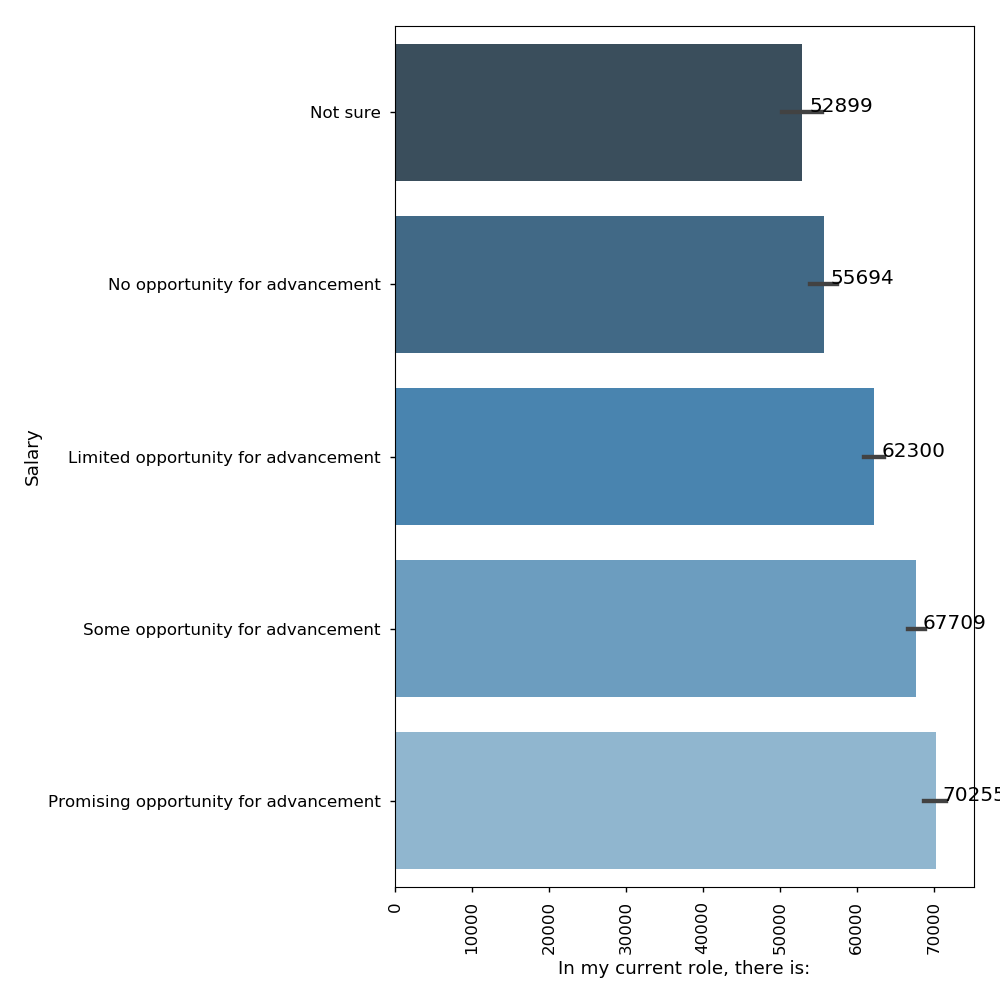 Not sure
52899
No opportunity for advancement
55694
Limited opportunity for advancement
62300
Salary
Some opportunity for advancement
67709
Promising opportunity for advancement
70255
0
10000
20000
30000
40000
50000
60000
70000
In my current role, there is: